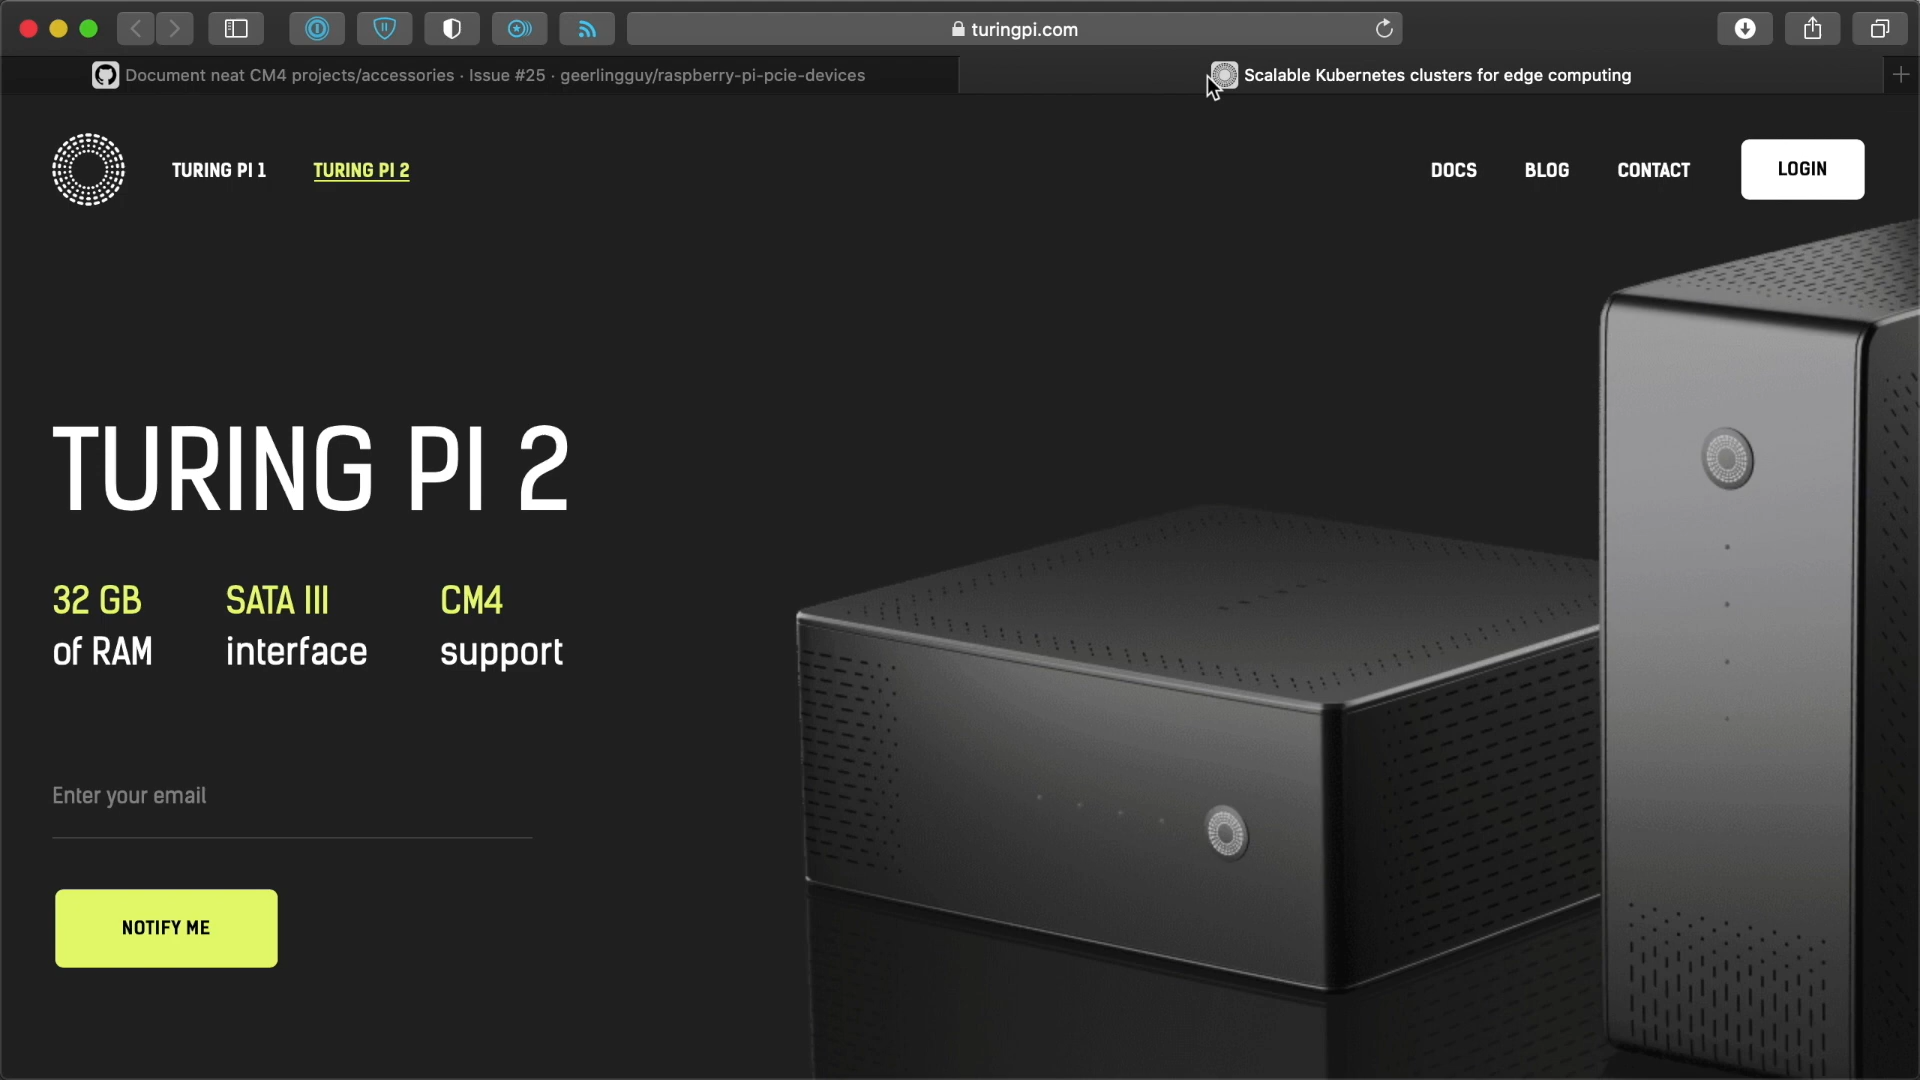 turingpi.com
Document neat CM4 projects/accessories · Issue #25 · geerlingguy/raspberry-pi-pcie-devices
Scalable Kubernetes clusters for edge computing
TURING PI 1
TURING PI 2
DOCS
BLOG
CONTACT
LOGIN
TURING PI 2
32 GB
of RAM
SATA III
interface
CM4
support
Enter your email
NOTIFY ME